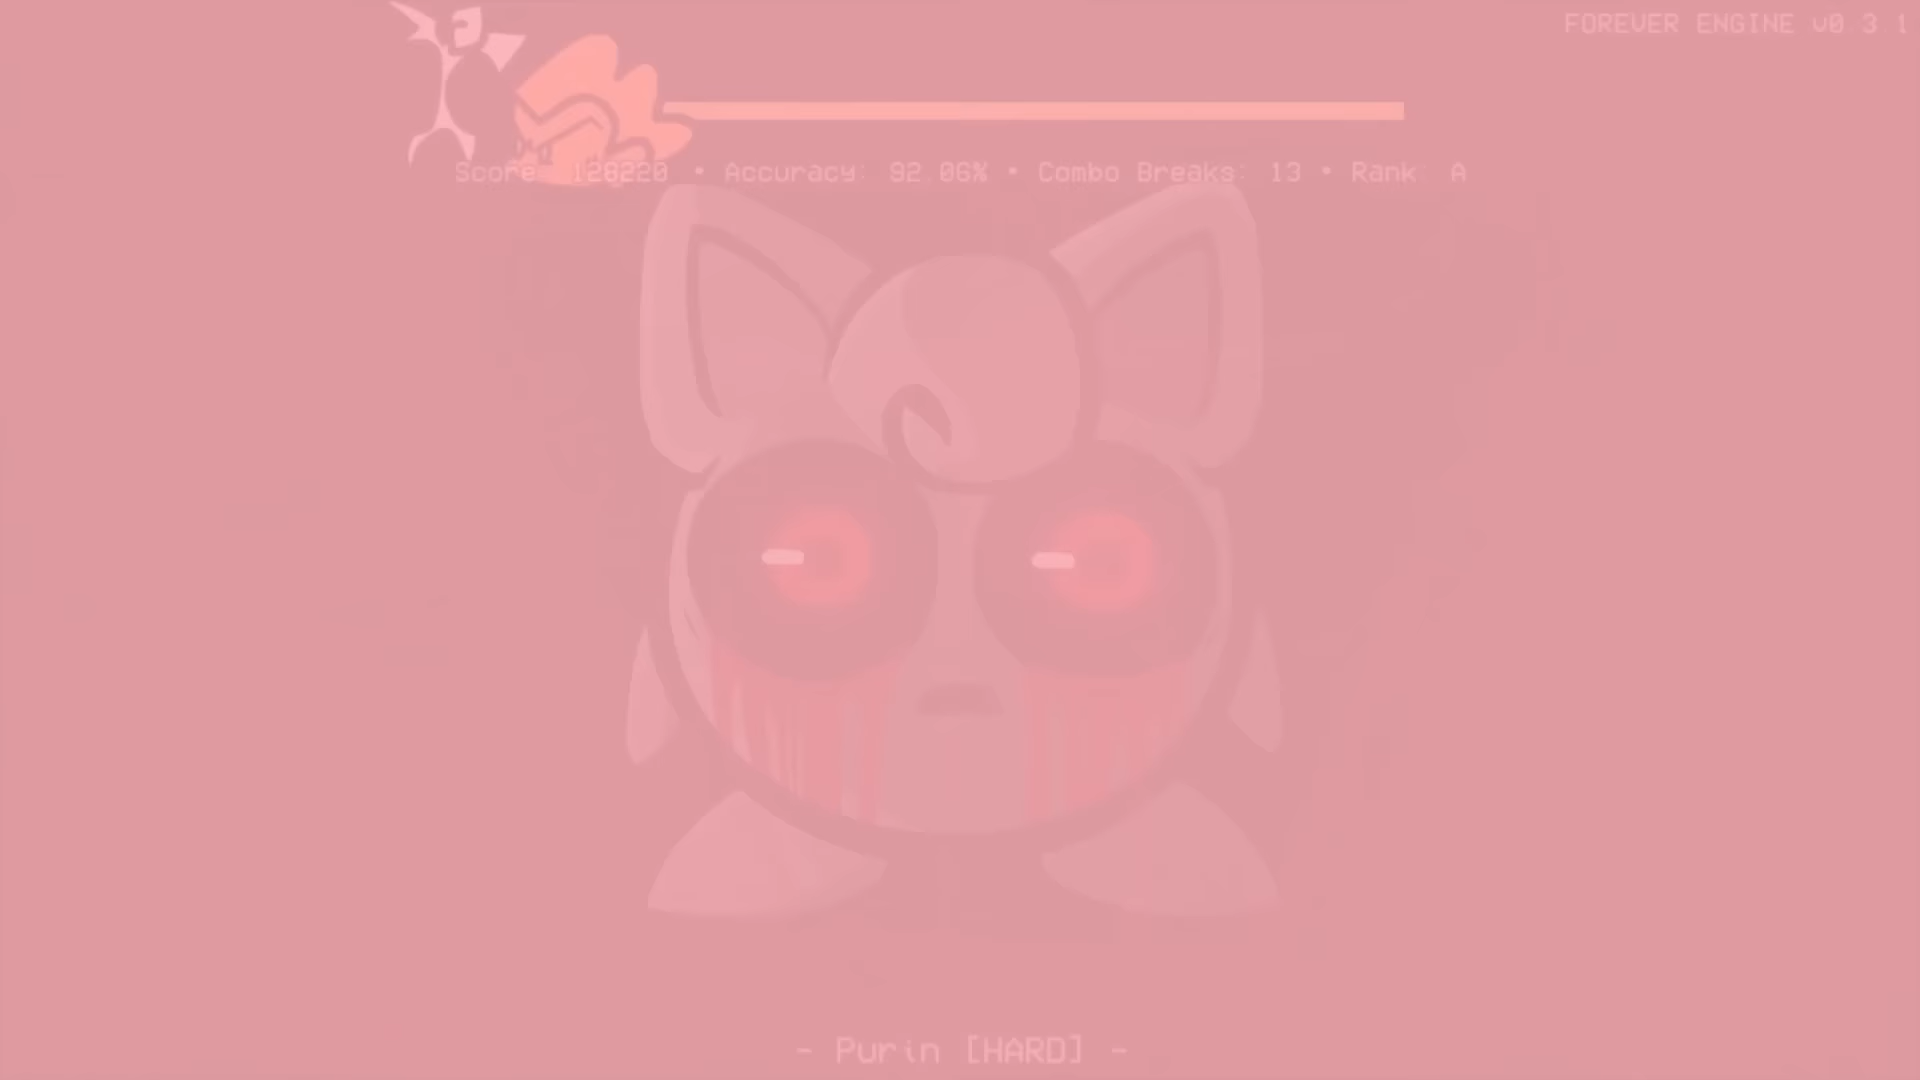 FOREVER ENGINE v0.3.1
Score: 128220 • Accuracy: 92.06% • Combo Breaks: 13 • Rank: A
- Purin [HARD] -